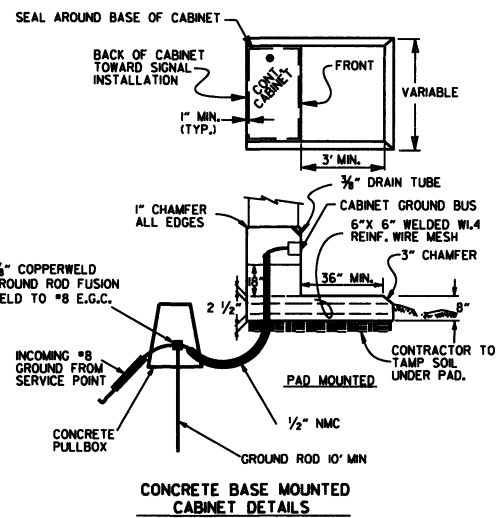 SEAL AROUND BASE OF CABINET
BACK OF CABINET
TOWARD SIGNAL
INSTALLATION
CONT.
CABINET
FRONT
VARIABLE
1" MIN.
(TYP.)
3' MIN.
3/8" DRAIN TUBE
CABINET GROUND BUS
1" CHAMFER
ALL EDGES
6"X 6" WELDED W1.4
REINF. WIRE MESH
3" CHAMFER
8" COPPERWELD
ROUND ROD FUSION
ELD TO #8 E.G.C.
18"
36" MIN.
2 1/2"
8"
INCOMING #8
GROUND FROM
SERVICE POINT
CONTRACTOR TO
TAMP SOIL
UNDER PAD.
PAD MOUNTED
1/2" NMC
CONCRETE
PULLBOX
GROUND ROD 10' MIN
CONCRETE BASE MOUNTED
CABINET DETAILS